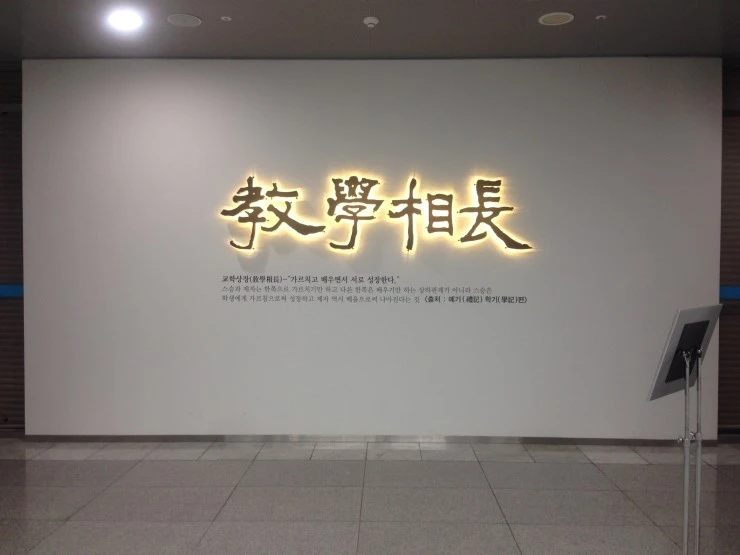 教學相長
교학상장(敎學相長)-"가르치고 배우면서 서로 성장한다."
스승과 제자는 한쪽으로 가르치기만 하고 다른 한쪽은 배우기만 하는 상하관계가 아니라 스승은
학생에게 가르침으로써 성장하고 제자 역시 배움으로써 나아진다는 것 (출처 : 예기(禮記) 학기(學記)편)